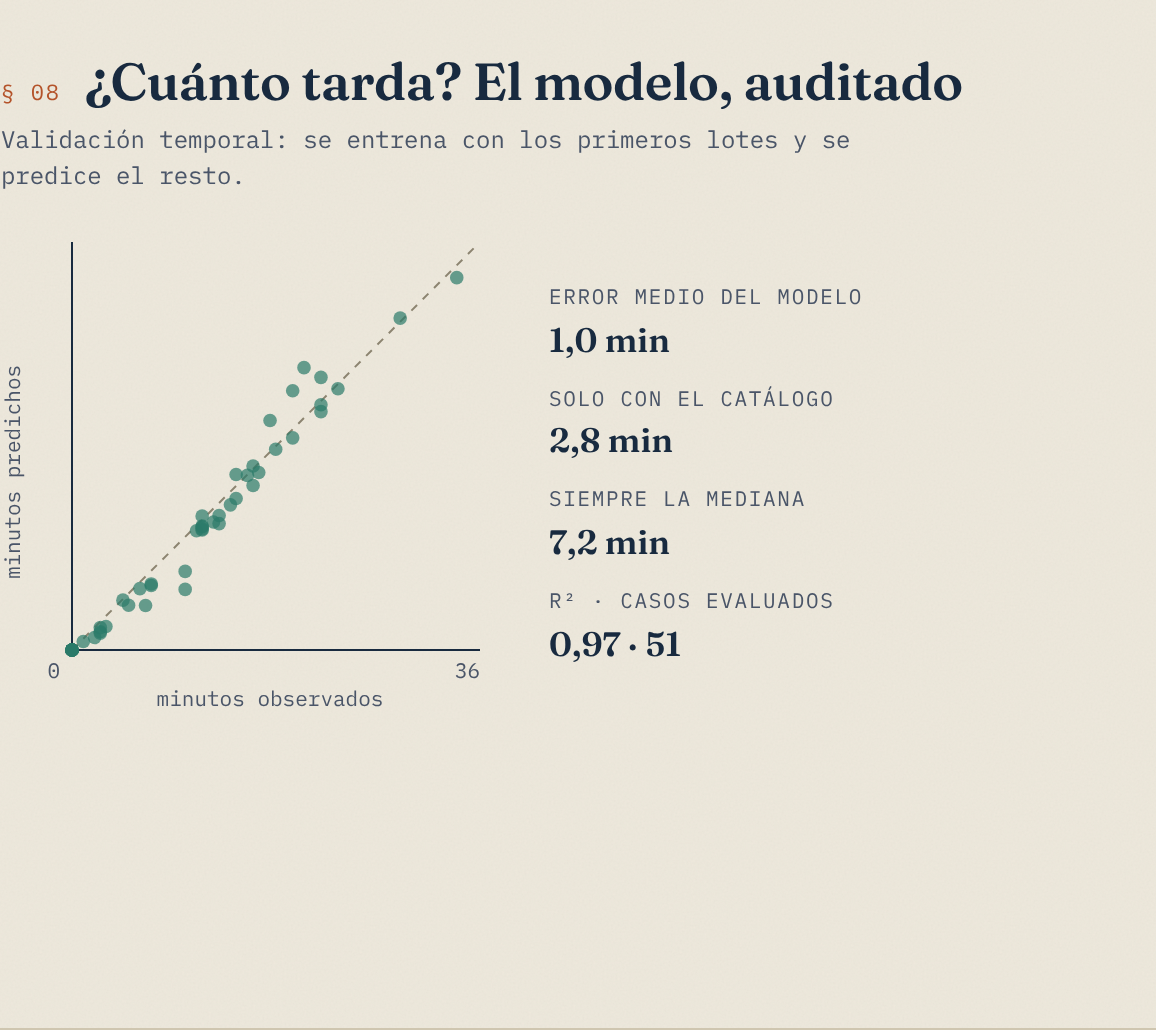 § 08 ¿Cuánto tarda? El modelo, auditado
Validación temporal: se entrena con los primeros lotes y se
predice el resto.
minutos predichos
0
36
minutos observados
ERROR MEDIO DEL MODELO
1,0 min
SOLO CON EL CATÁLOGO
2,8 min
SIEMPRE LA MEDIANA
7,2 min
R² · CASOS EVALUADOS
0,97 · 51